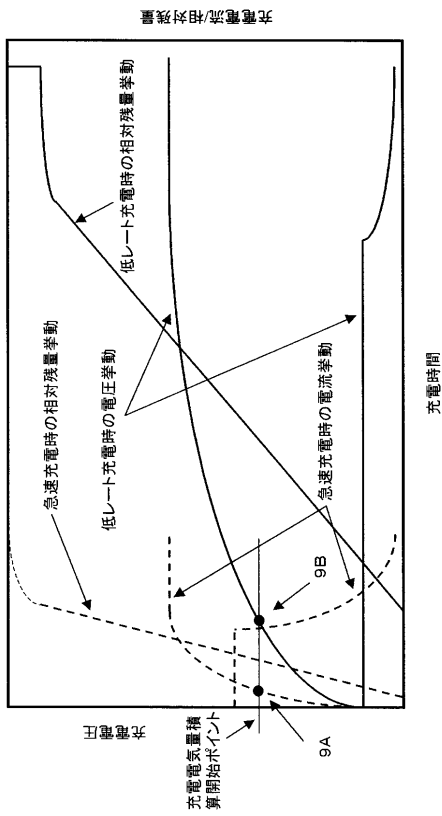 充電電流/相対残量
低レート充電時の相対残量挙動
急速充電時の相対残量挙動
低レート充電時の電圧挙動
急速充電時の電流挙動
充電時間
9B
9A
充電電圧
充電電気量積
算開始ポイント